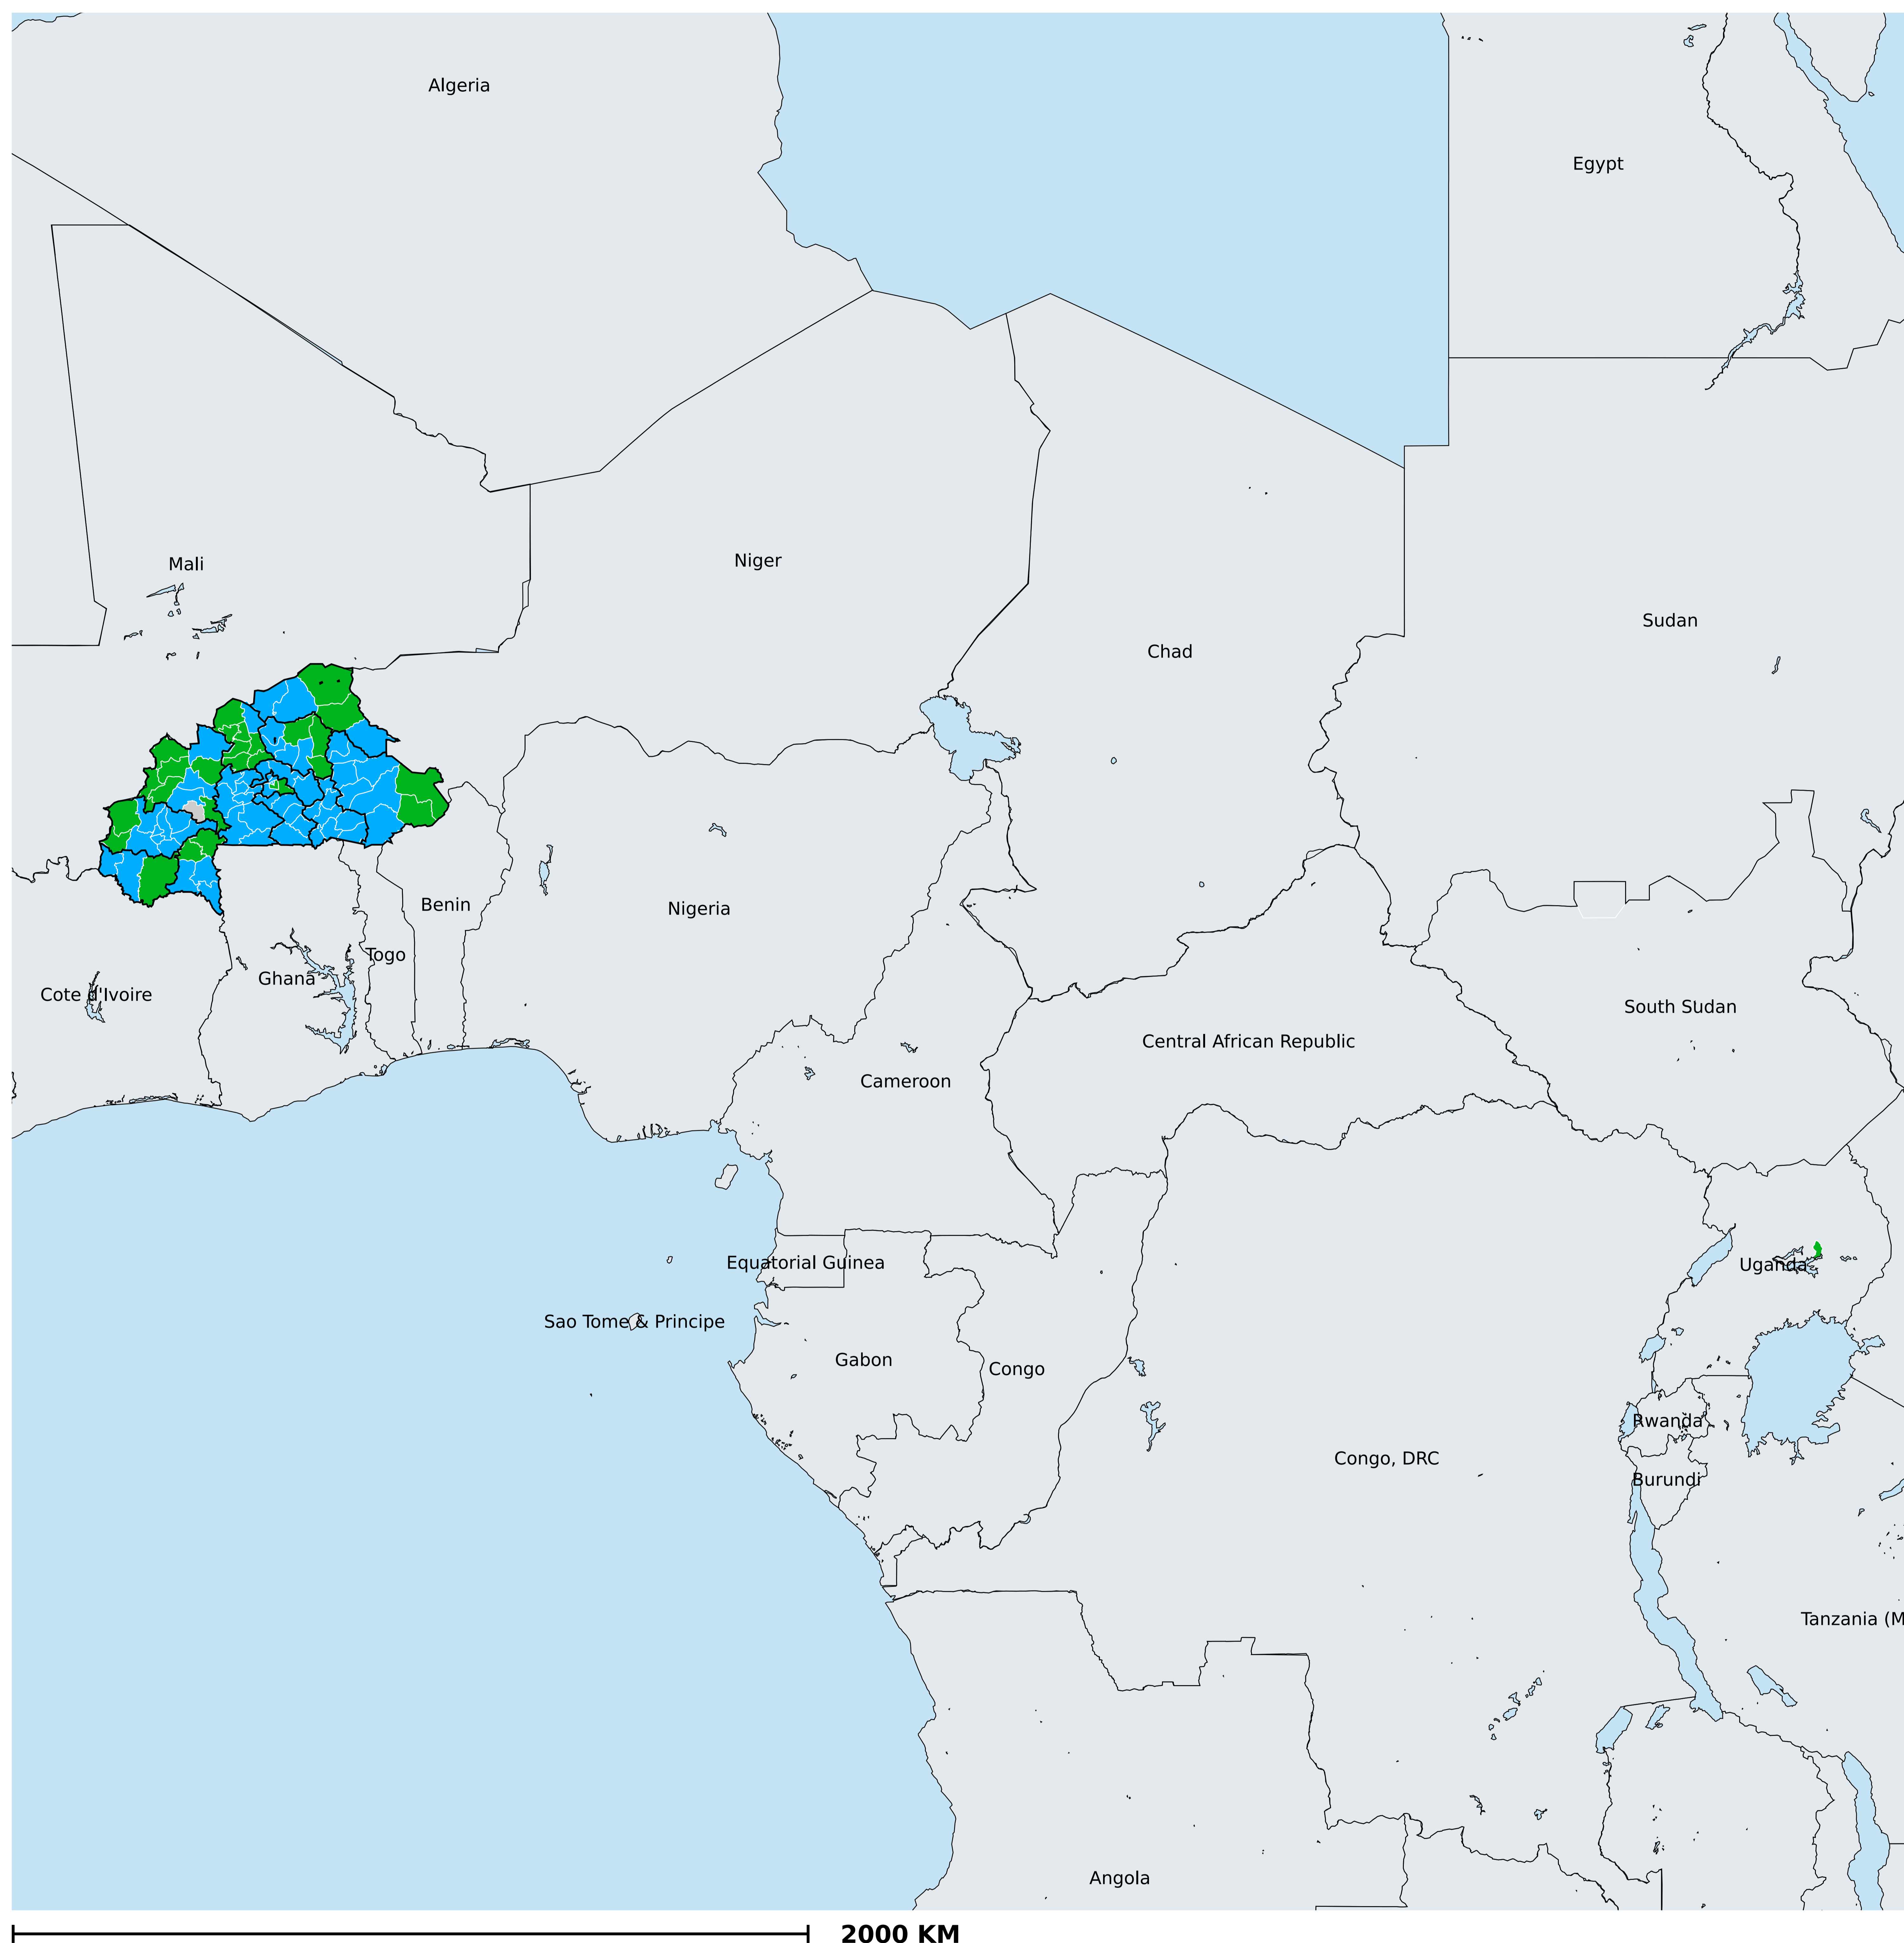 Algeria
Egypt
Mali
Niger
Sudan
Chad
Benin
Nigeria
Togo
Ghana
Cote d'Ivoire
South Sudan
Central African Republic
Cameroon
Equatorial Guinea
Uganda
Sao Tome & Principe
Gabon
Congo
Rwanda
Congo, DRC
Burundi
Tanzania (M
Angola
2000 KM